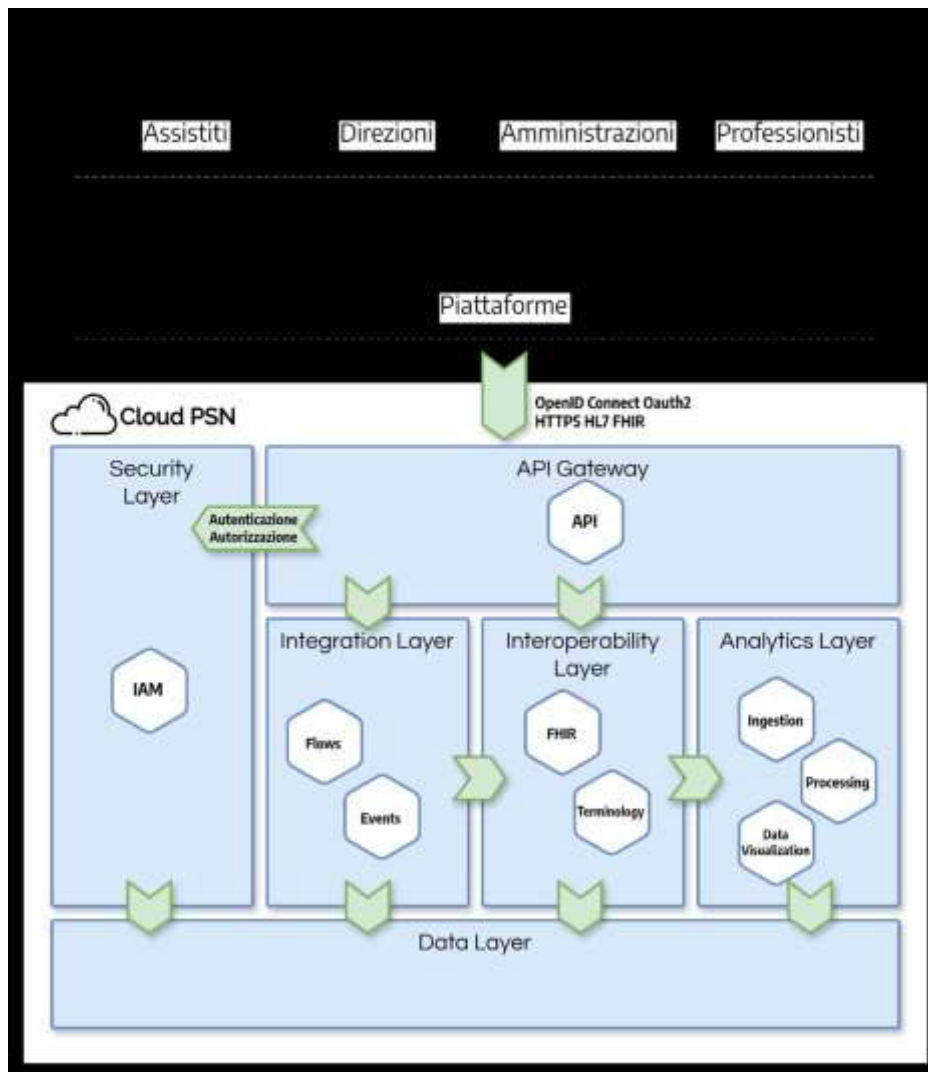 Assistiti Direzioni Amministrazioni Professionisti
Piattaforme
OpenID Connect Oauth2
HTTPS HL7 FHIR
Cloud PSN
Security
Layer
API Gateway
API
Autenticazione
Autorizzazione
Integration Layer
Interoperability
Layer
Analytics Layer
IAM
Flows
Events
FHIR
Terminology
Ingestion
Processing
Data
Visualization
Data Layer